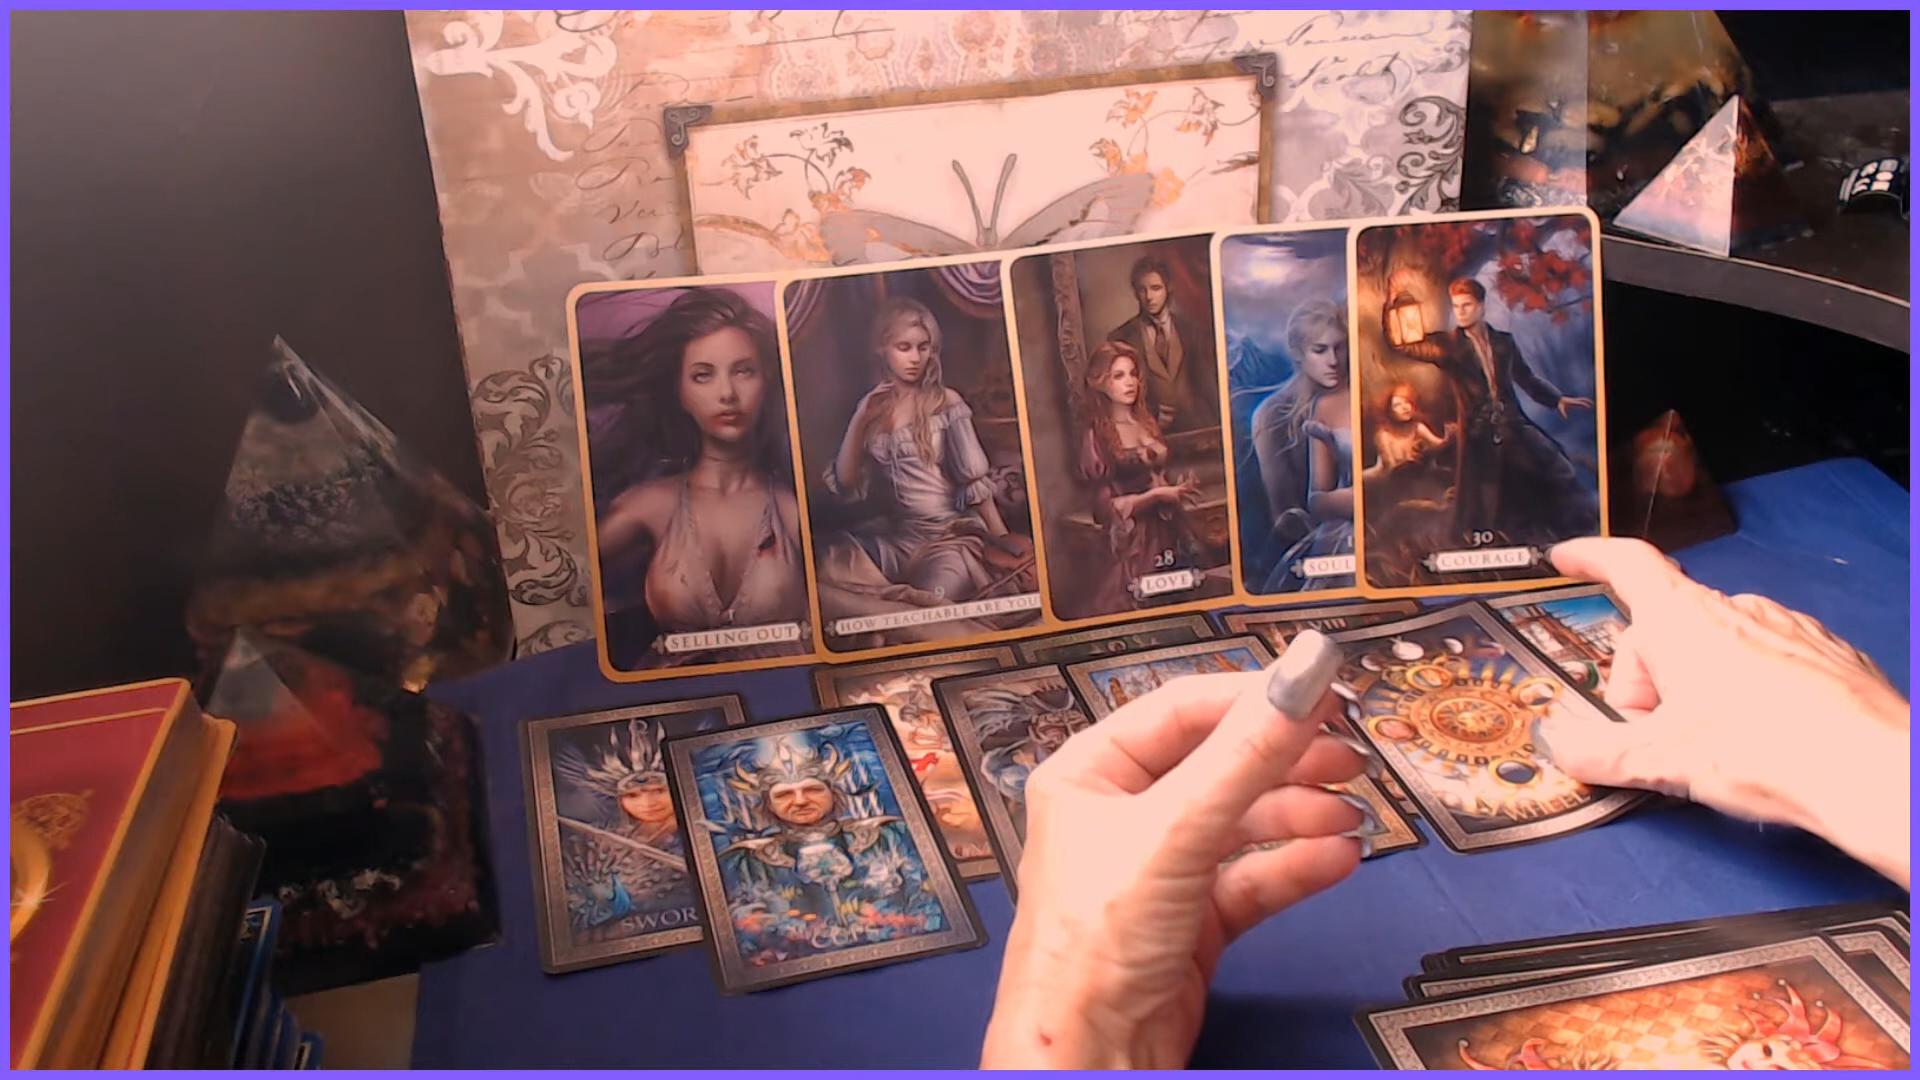 SELLING OUT
9
HOW TEACHABLE ARE YOU
28
LOVE
SOUL
30
COURAGE
VIII
SWOR
CUPS
WHEEL